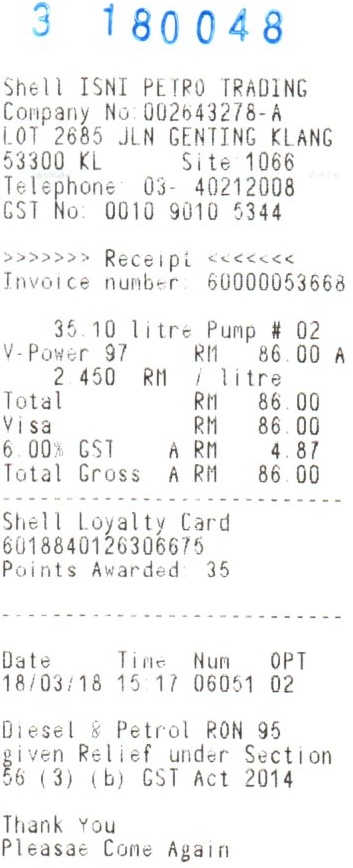 3 180048
Shell ISNI PETRO TRADING
Company No:002643278-A
LOT 2685 JLN GENTING KLANG
53300 KL Site:1066
Telephone: 03- 40212008
GST No: 0010 9010 5344
>>>>>>> Receipt <<<<<<<
Invoice number: 60000053668
35.10 litre Pump # 02
V-Power 97 RM 86.00 A
2.450 RM / litre
Total RM 86.00
Visa RM 86.00
6.00% GST A RM 4.87
Total Gross A RM 86.00
Shell Loyalty Card
6018840126306675
Points Awarded: 35
Date Time Num OPT
18/03/18 15:17 06051 02
Diesel & Petrol RON 95
given Relief under Section
56 (3) (b) GST Act 2014
Thank You
Pleasae Come Again